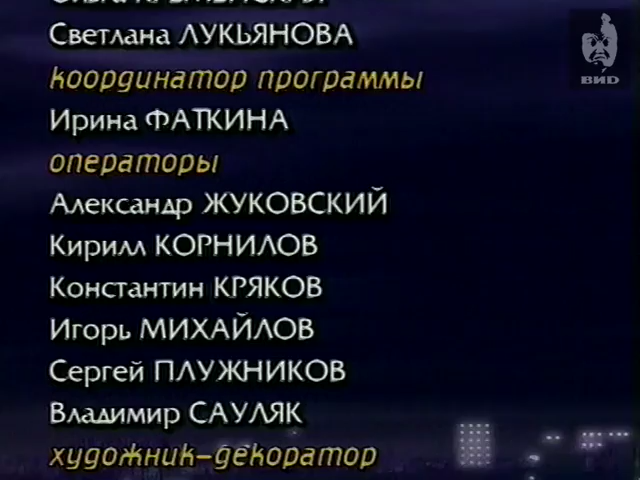 Светлана ЛУКЬЯНОВА
координатор программы
Ирина ФАТКИНА
операторы
Александр ЖУКОВСКИЙ
Кирилл КОРНИЛОВ
Константин КРЯКОВ
Игорь МИХАЙЛОВ
Сергей ПЛУЖНИКОВ
Владимир САУЛЯК
художник-декоратор
ВИD